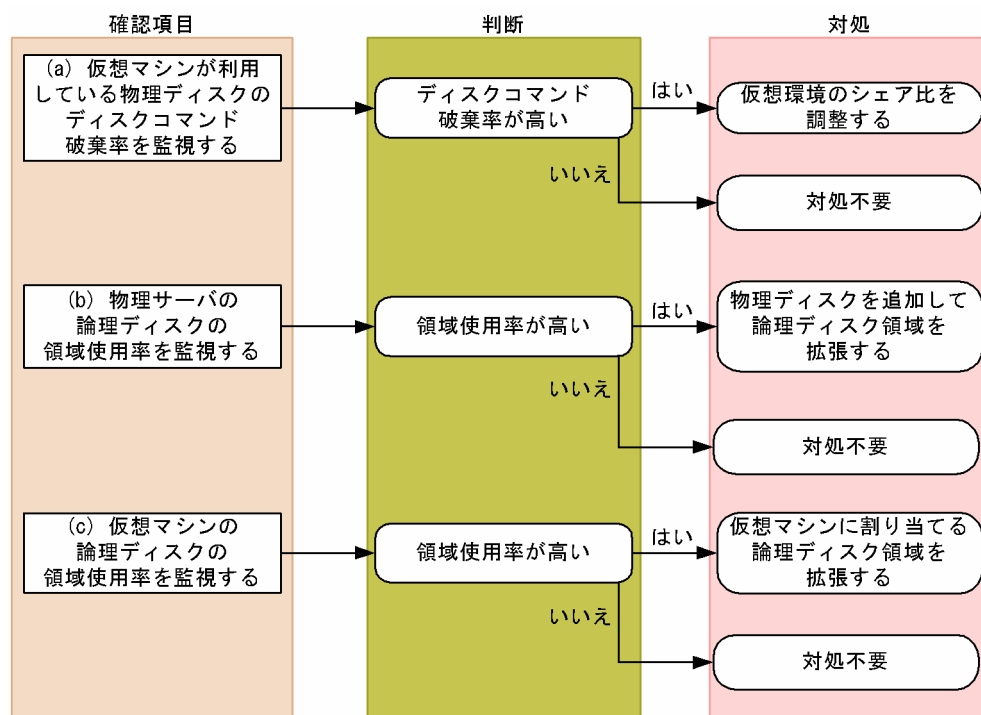 確認項目
判断
対処
(a) 仮想マシンが利用
している物理ディスクの
ディスクコマンド
破棄率を監視する
ディスクコマンド
破棄率が高い
はい
仮想環境のシェア比を
調整する
いいえ
対処不要
(b) 物理サーバの
論理ディスクの
領域使用率を監視する
領域使用率が高い
はい
物理ディスクを追加して
論理ディスク領域を
拡張する
いいえ
対処不要
(c) 仮想マシンの
論理ディスクの
領域使用率を監視する
領域使用率が高い
はい
仮想マシンに割り当てる
論理ディスク領域を
拡張する
いいえ
対処不要